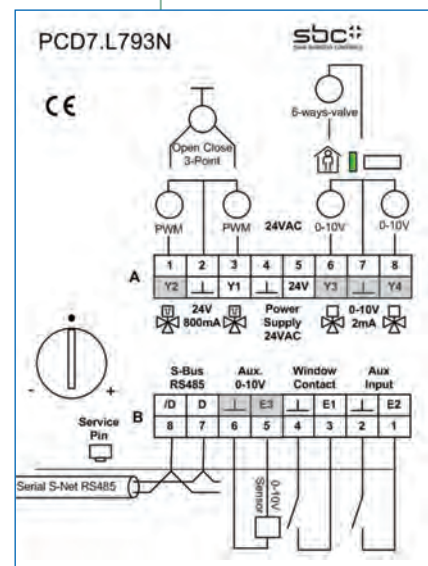 PCD7.L793N
sbc
SAIA BURGESS CONTROLS
CE
6-ways-valve
Open Close
3-Point
PWM PWM 24VAC 0-10V 0-10V
1 2 3 4 5 6 7 8
A Y2 Y1 24V Y3 Y4
24V
800mA
Power
Supply
24VAC
0-10V
2mA
- +
S-Bus
RS485
Aux.
0-10V
Window
Contact
Aux
Input
/D D E3 E1 E2
B 8 7 6 5 4 3 2 1
Service
Pin
Serial S-Net RS485
Sensor
0-10V